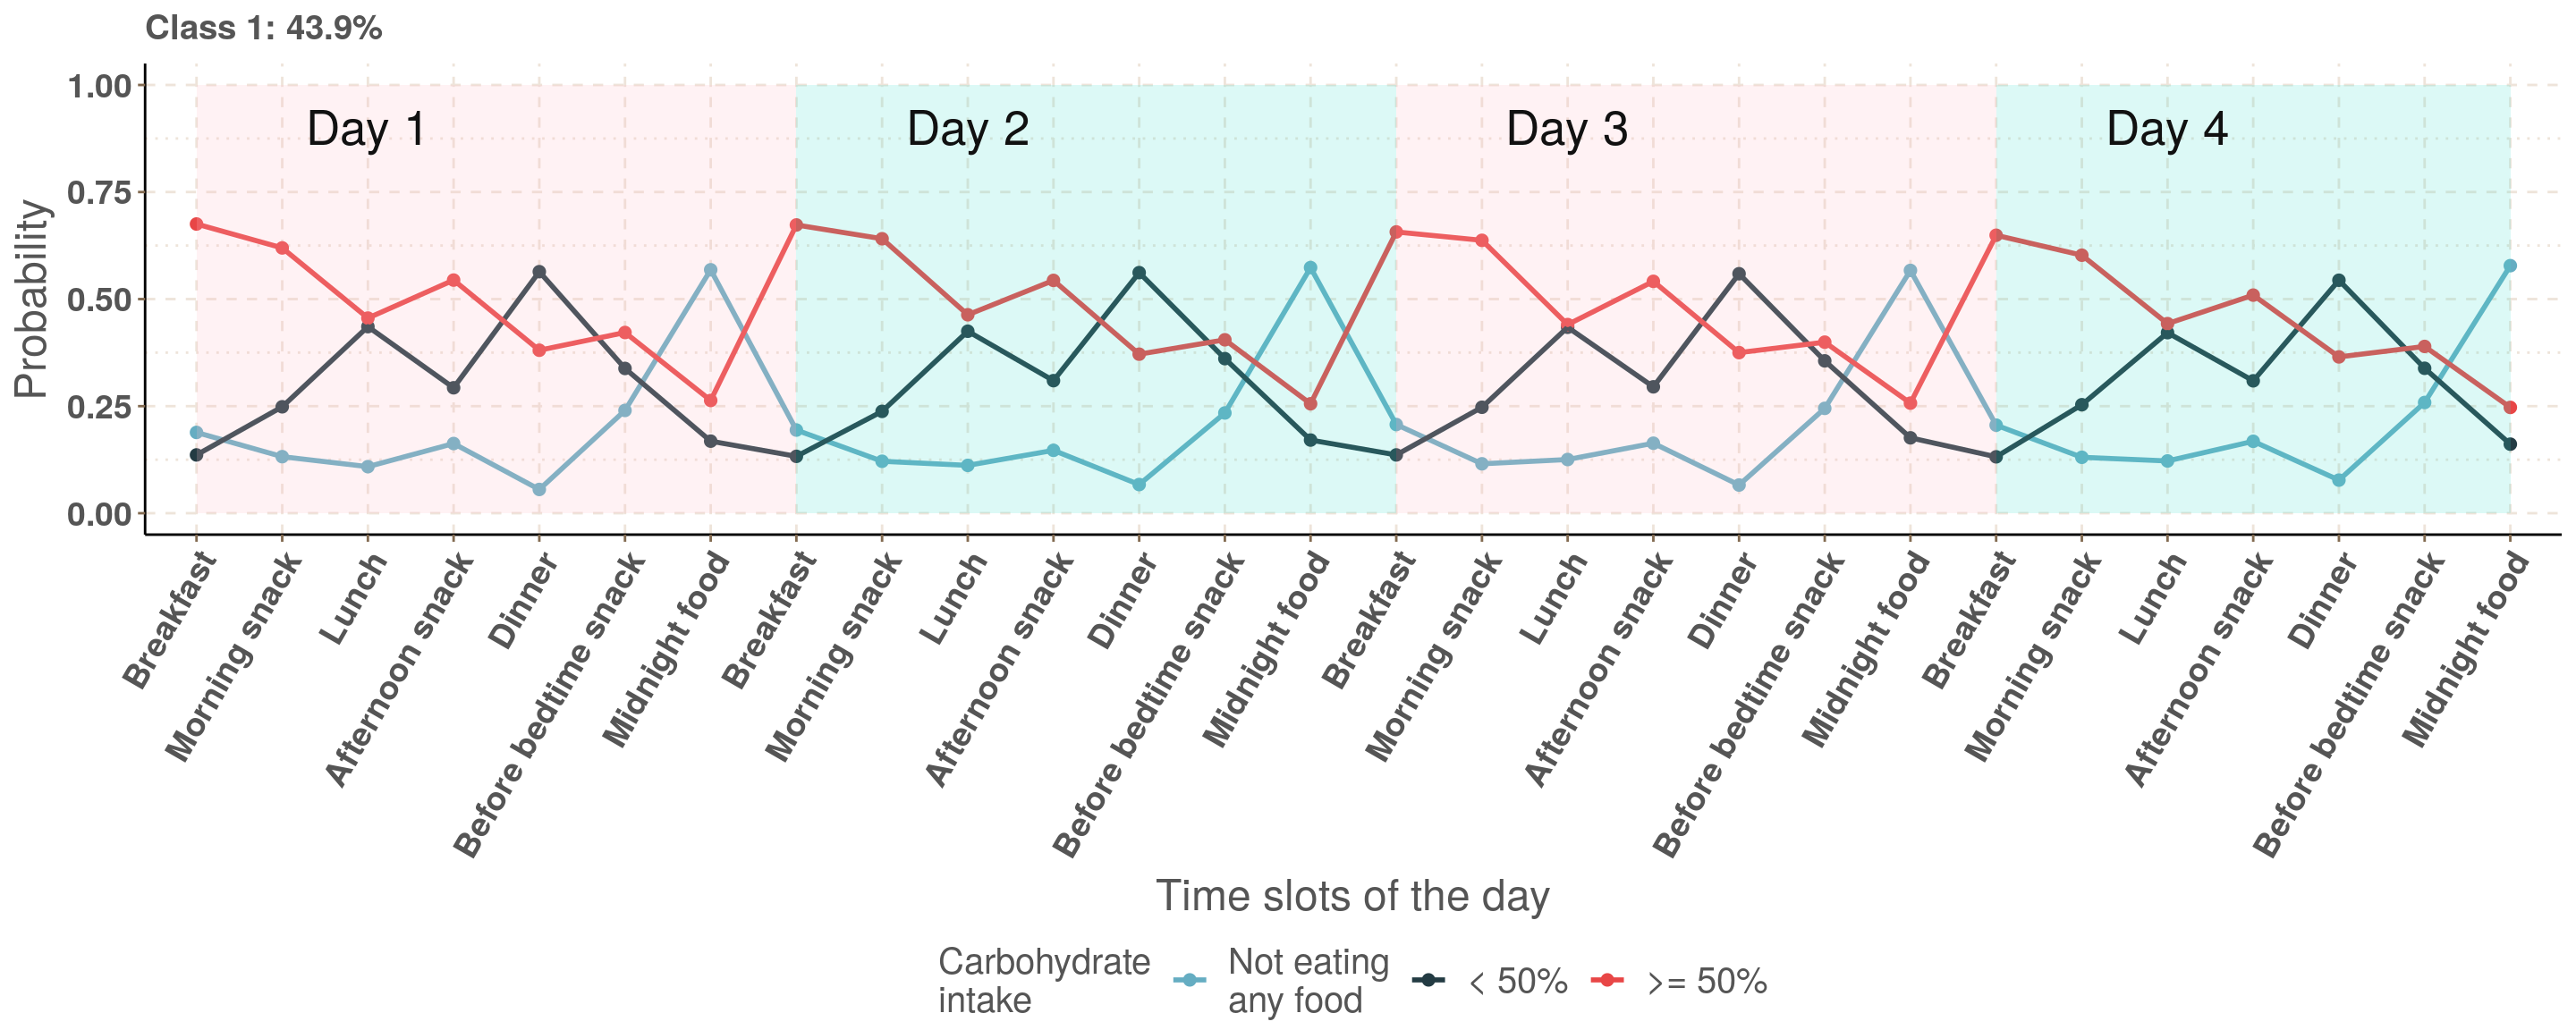 Class 1: 43.9%
Probability
1.00
0.75
0.50
0.25
0.00
Day 1
Day 2
Day 3
Day 4
Breakfast
Morning snack
Lunch
Afternoon snack
Dinner
Before bedtime snack
Midnight food
Breakfast
Morning snack
Lunch
Afternoon snack
Dinner
Before bedtime snack
Midnight food
Breakfast
Morning snack
Lunch
Afternoon snack
Dinner
Before bedtime snack
Midnight food
Breakfast
Morning snack
Lunch
Afternoon snack
Dinner
Before bedtime snack
Midnight food
Time slots of the day
Carbohydrate
intake
Not eating
any food
< 50%
>= 50%